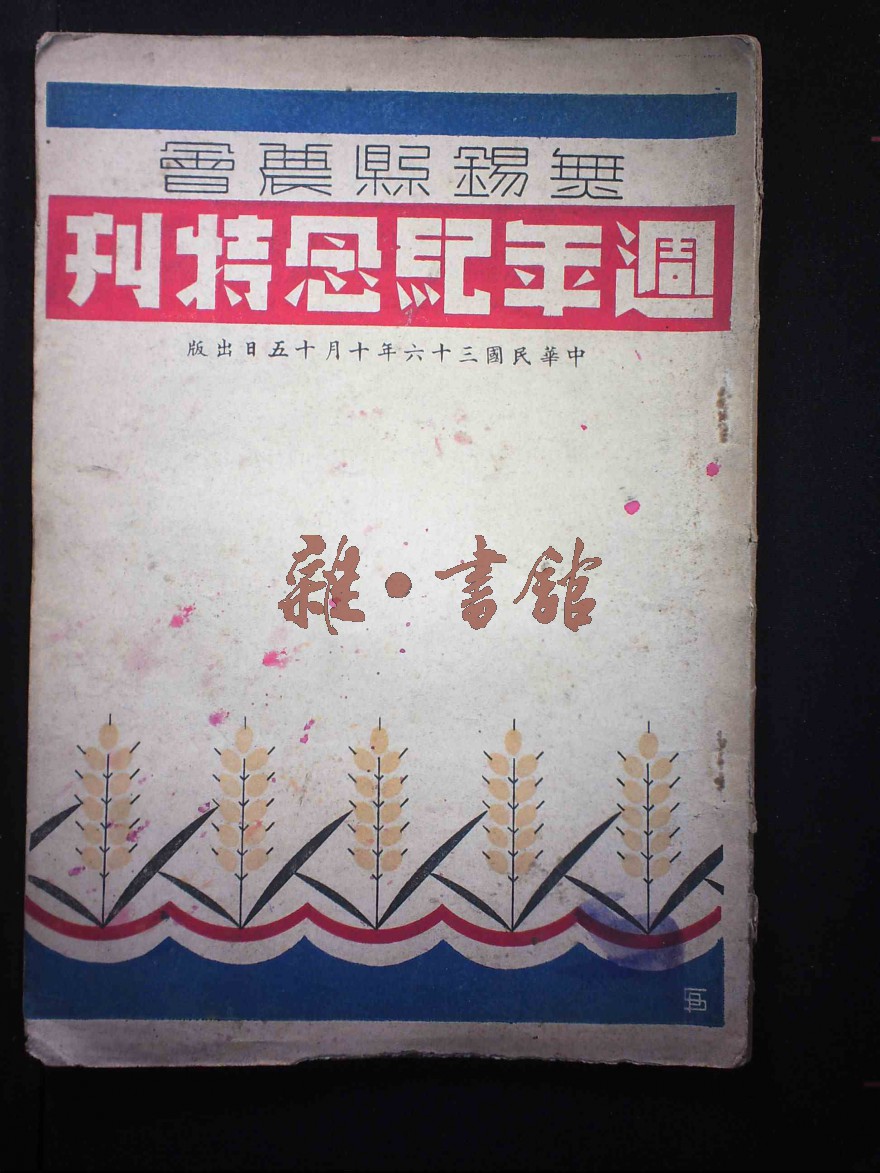 無錫縣農會
週年紀念特刊
中華民國三十六年十月十五日出版
雜·書館